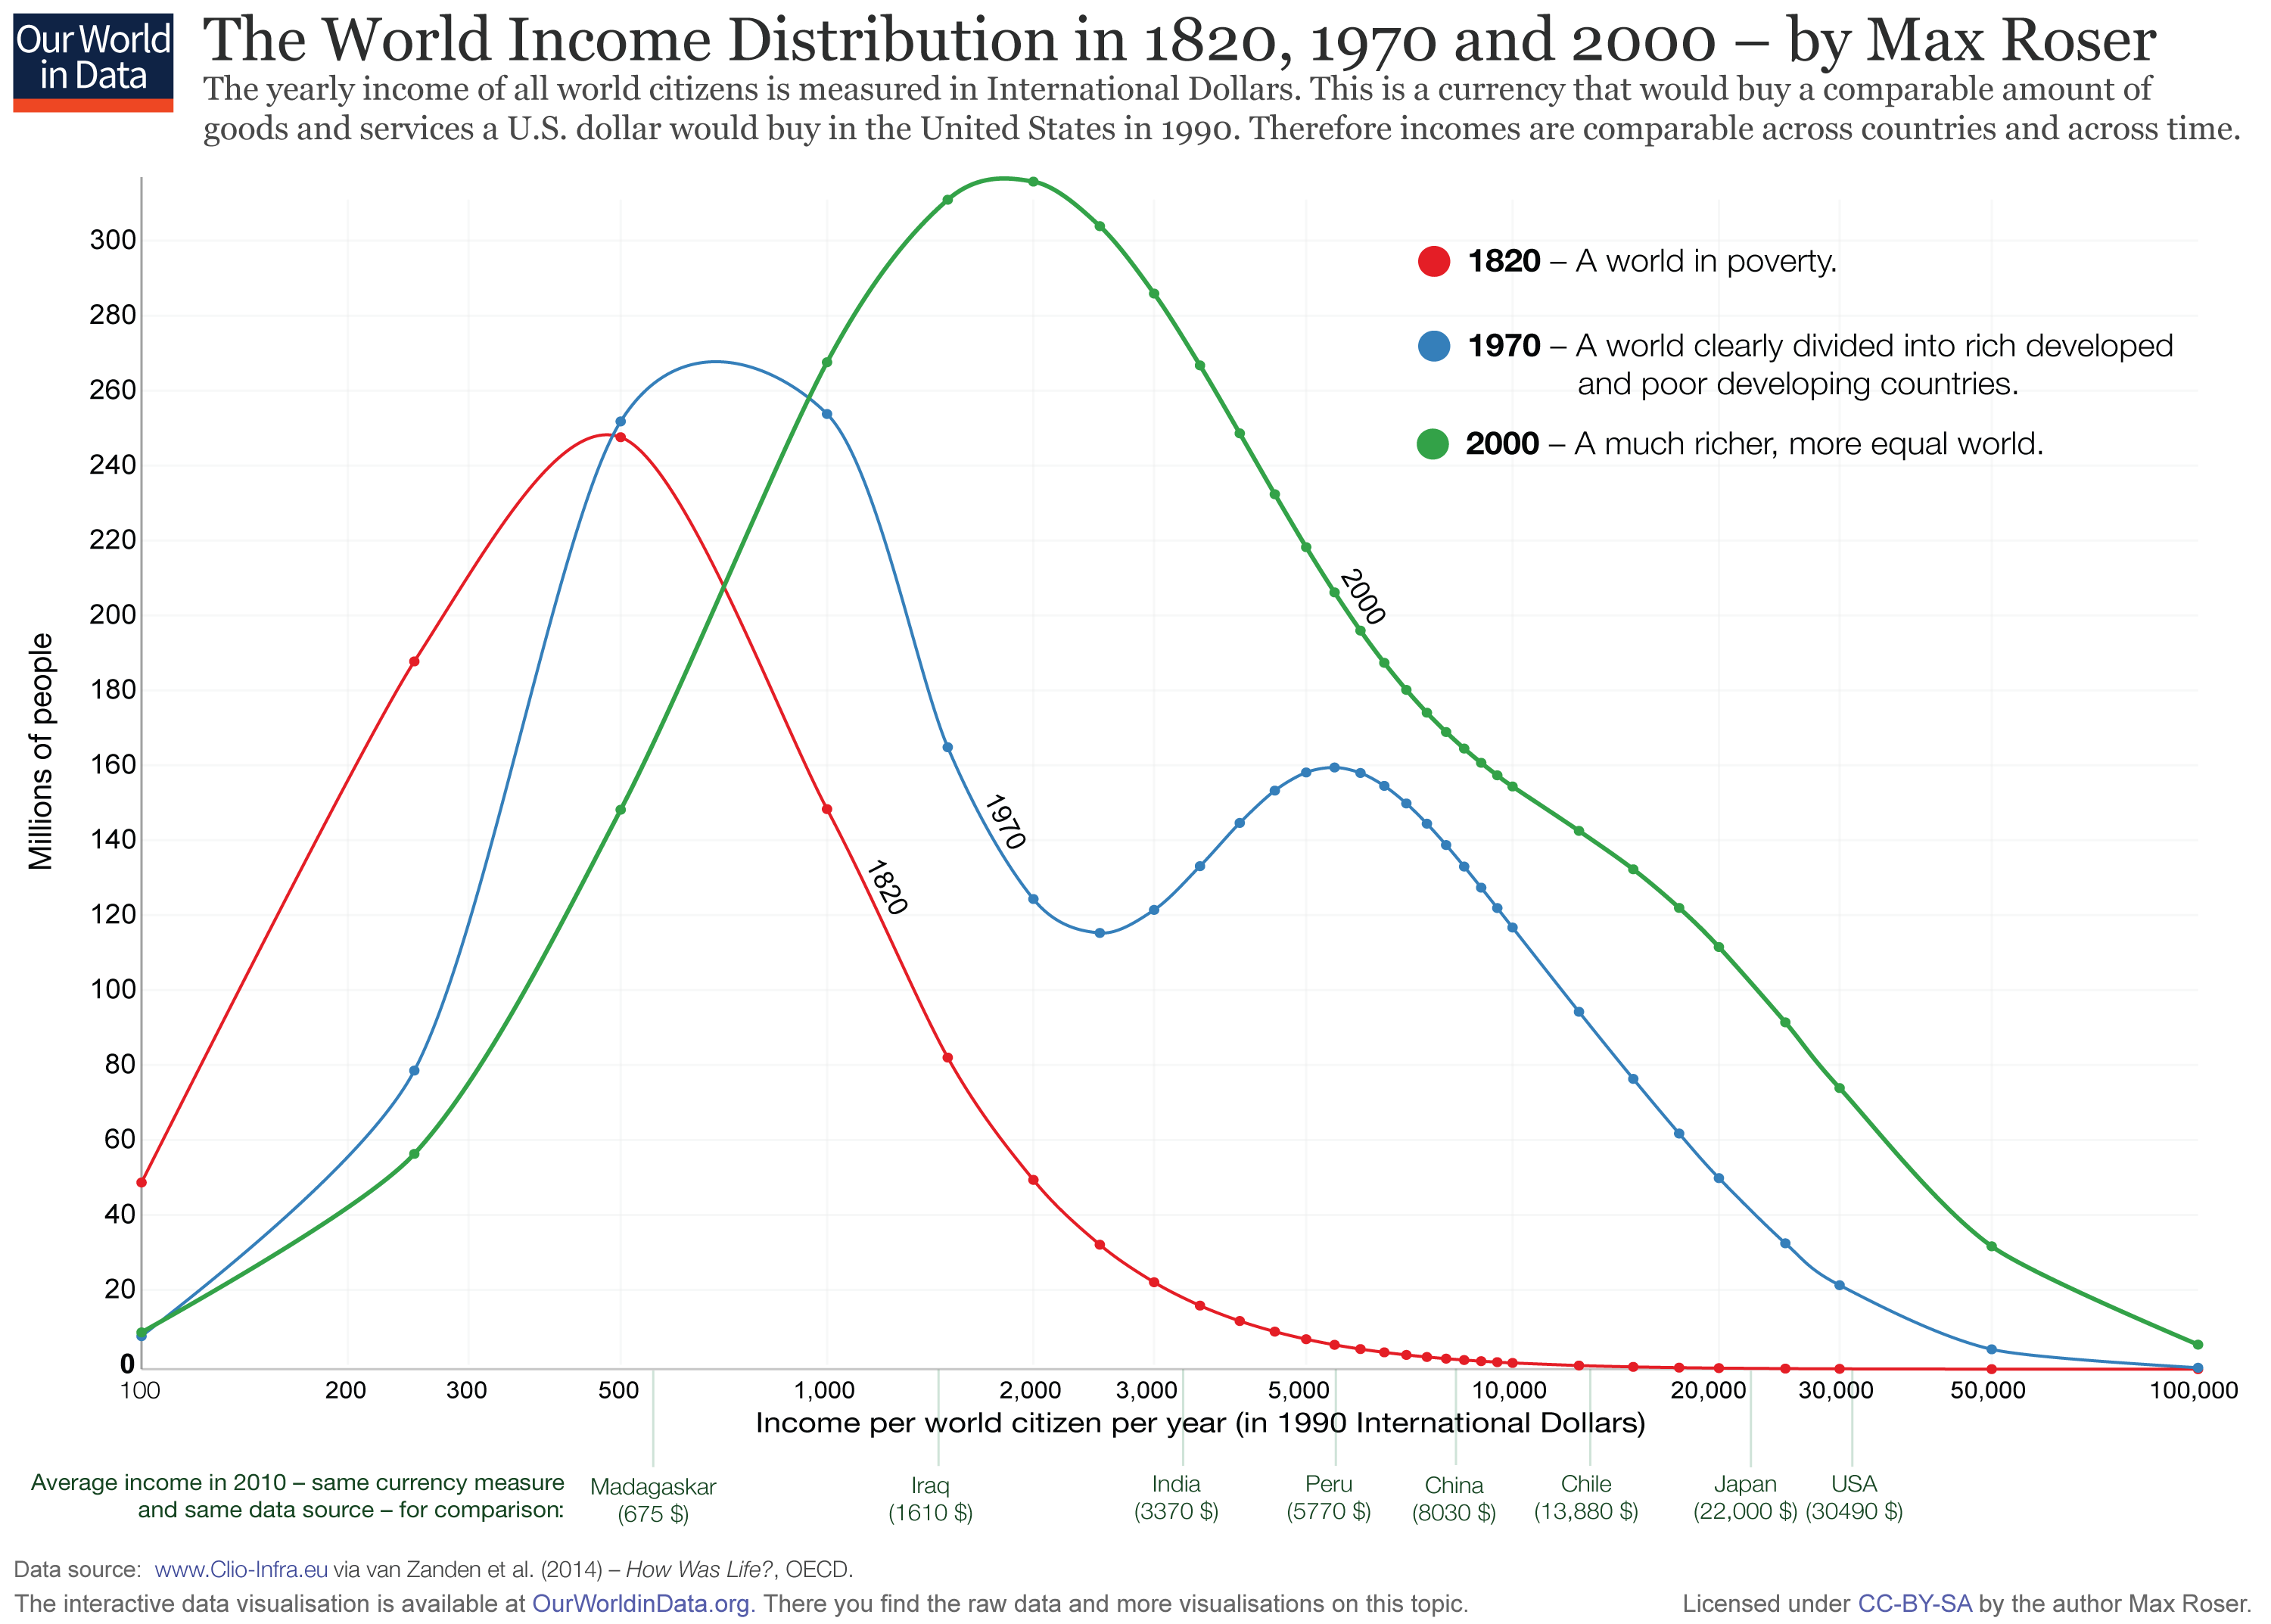 Our World
in Data
The World Income Distribution in 1820, 1970 and 2000 – by Max Roser
The yearly income of all world citizens is measured in International Dollars. This is a currency that would buy a comparable amount of
goods and services a U.S. dollar would buy in the United States in 1990. Therefore incomes are comparable across countries and across time.
1820 – A world in poverty.
1970 – A world clearly divided into rich developed
and poor developing countries.
2000 – A much richer, more equal world.
Millions of people
300
280
260
240
220
200
180
160
140
120
100
80
60
40
20
0
2000
1970
1820
100 200 300 500 1,000 2,000 3,000 5,000 10,000 20,000 30,000 50,000 100,000
Income per world citizen per year (in 1990 International Dollars)
Average income in 2010 – same currency measure
and same data source – for comparison:
Madagaskar
(675 $)
Iraq
(1610 $)
India
(3370 $)
Peru
(5770 $)
China
(8030 $)
Chile
(13,880 $)
Japan
(22,000 $)
USA
(30490 $)
Data source: www.Clio-Infra.eu via van Zanden et al. (2014) – How Was Life?, OECD.
The interactive data visualisation is available at OurWorldinData.org. There you find the raw data and more visualisations on this topic.
Licensed under CC-BY-SA by the author Max Roser.